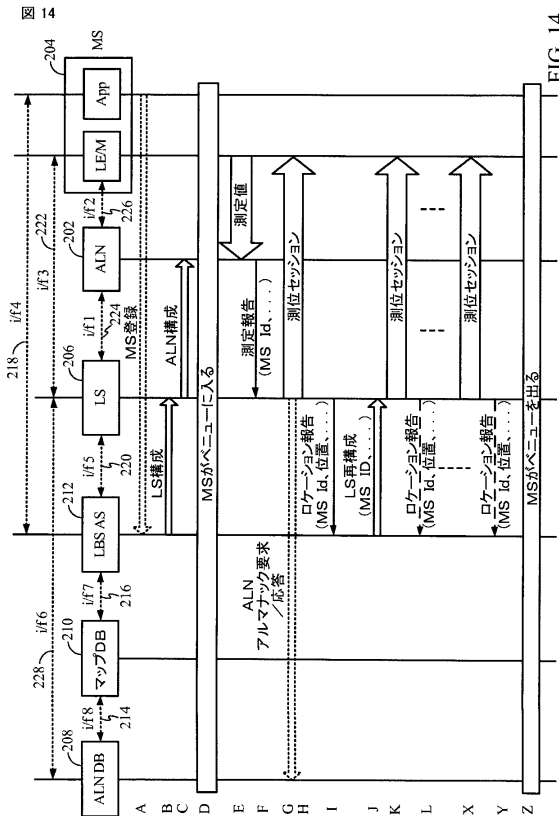 図 14
204
MS
App
LE/M
i/f4
218
222
i/f3
i/f2
226
202
ALN
i/f1
224
206
LS
i/f5
220
212
LBS AS
i/f7
216
210
マップDB
i/f6
228
i/f8
214
208
ALN DB
A
MS登録
B
LS構成
C
ALN構成
D
MSがベニューに入る
E
測定値
F
測定報告
(MS Id、....)
G
ALN
アルマナック要求
/応答
H
測位セッション
I
ロケーション報告
(MS Id、位置、...)
J
LS再構成
(MS ID、....)
K
測位セッション
L
ロケーション報告
(MS Id、位置、...)
X
測位セッション
Y
ロケーション報告
(MS Id、位置、...)
Z
MSがベニューを出る
FIG. 14